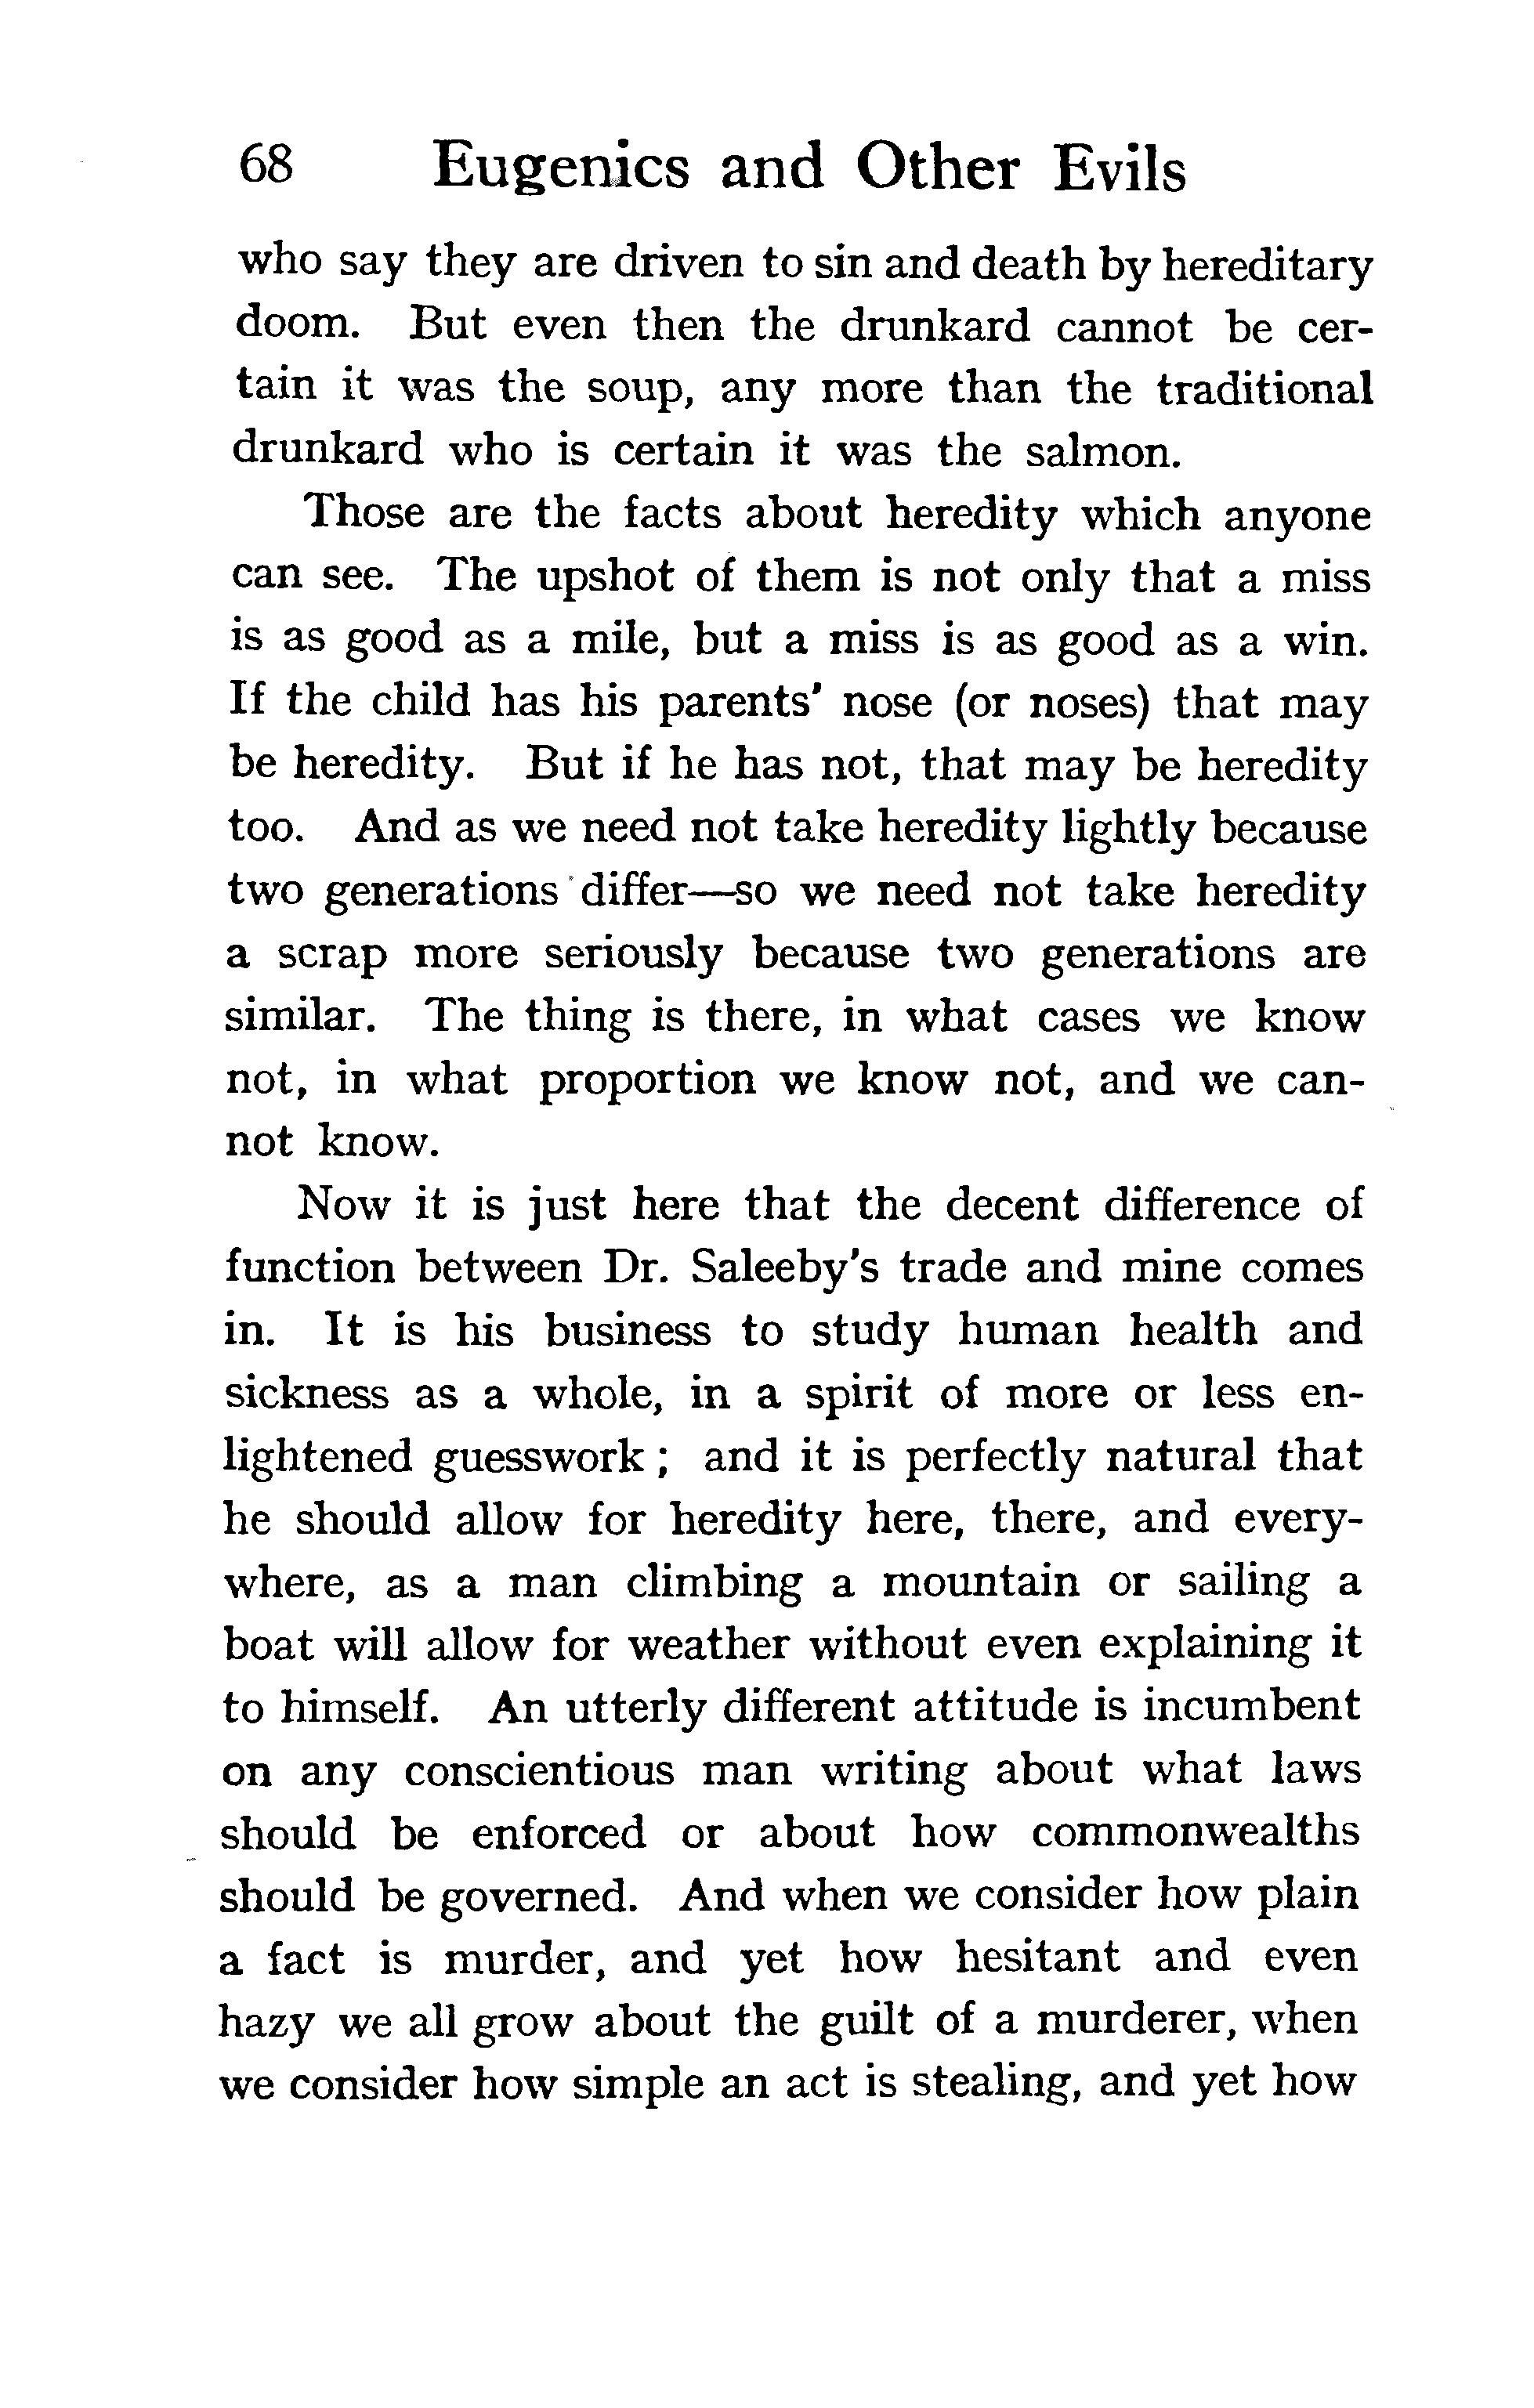 68 Eugenics and Other Evils
who say they are driven to sin and death by hereditary
doom. But even then the drunkard cannot be cer-
tain it was the soup, any more than the traditional
drunkard who is certain it was the salmon.
Those are the facts about heredity which anyone
can see. The upshot of them is not only that a miss
is as good as a mile, but a miss is as good as a win.
If the child has his parents' nose (or noses) that may
be heredity. But if he has not, that may be heredity
too. And as we need not take heredity lightly because
two generations differ—so we need not take heredity
a scrap more seriously because two generations are
similar. The thing is there, in what cases we know
not, in what proportion we know not, and we can-
not know.
Now it is just here that the decent difference of
function between Dr. Saleeby's trade and mine comes
in. It is his business to study human health and
sickness as a whole, in a spirit of more or less en-
lightened guesswork; and it is perfectly natural that
he should allow for heredity here, there, and every-
where, as a man climbing a mountain or sailing a
boat will allow for weather without even explaining it
to himself. An utterly different attitude is incumbent
on any conscientious man writing about what laws
should be enforced or about how commonwealths
should be governed. And when we consider how plain
a fact is murder, and yet how hesitant and even
hazy we all grow about the guilt of a murderer, when
we consider how simple an act is stealing, and yet how